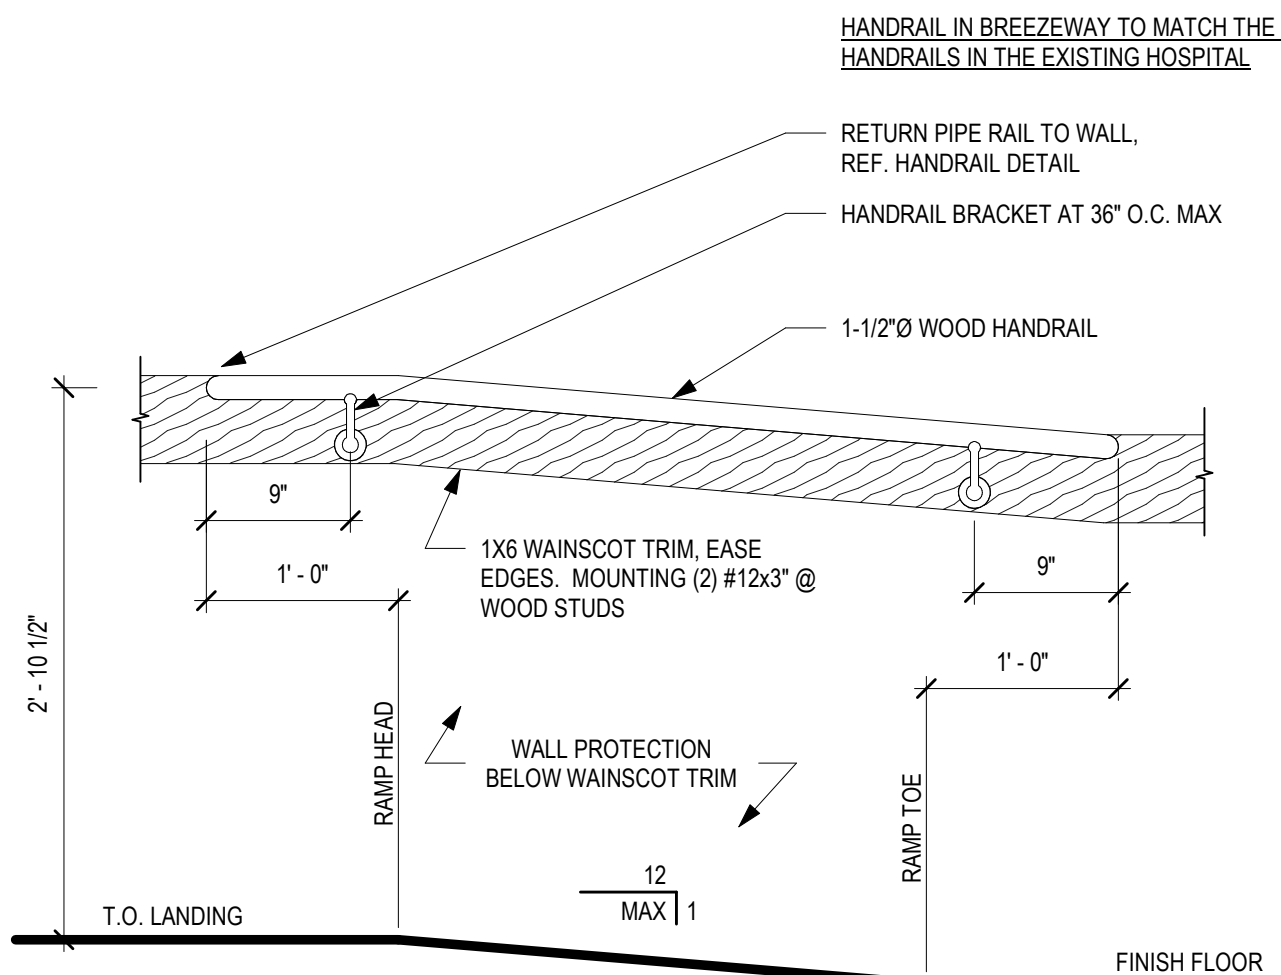 HANDRAIL IN BREEZEWAY TO MATCH THE
HANDRAILS IN THE EXISTING HOSPITAL
RETURN PIPE RAIL TO WALL,
REF. HANDRAIL DETAIL
HANDRAIL BRACKET AT 36" O.C. MAX
1-1/2"Ø WOOD HANDRAIL
9"
1' - 0"
1X6 WAINSCOT TRIM, EASE
EDGES. MOUNTING (2) #12x3" @
WOOD STUDS
9"
1' - 0"
2' - 10 1/2"
RAMP HEAD
WALL PROTECTION
BELOW WAINSCOT TRIM
RAMP TOE
12
MAX 1
T.O. LANDING
FINISH FLOOR